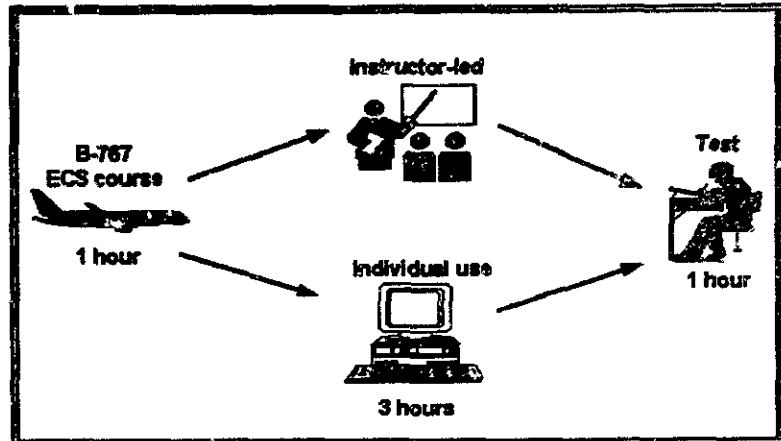 Instructor-led
B-767
ECS course
1 hour
Individual use
3 hours
Test
1 hour